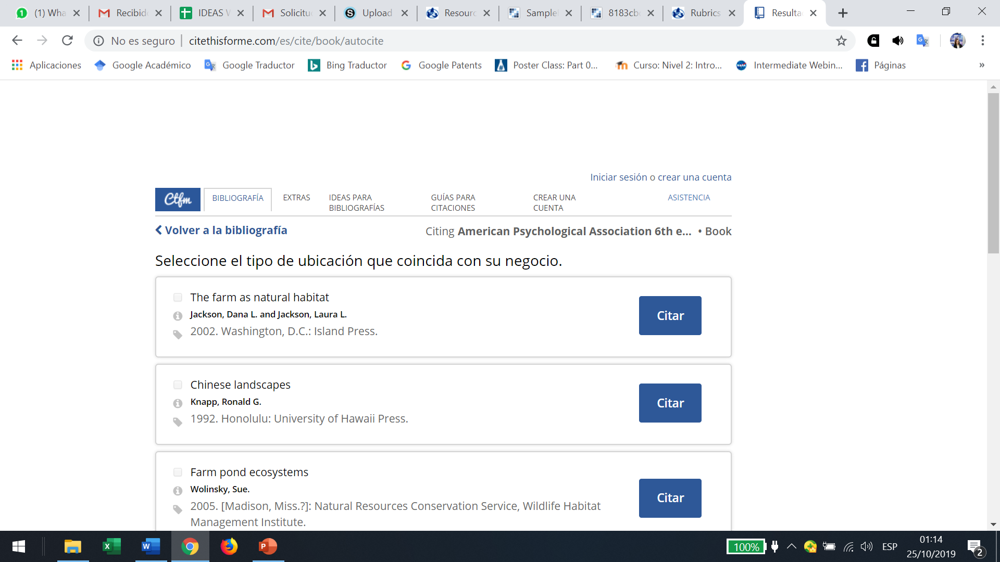 (1) Wha
Recibid
IDEAS V
Solicitu
Upload
Resourc
Sample
8183cb
Rubrics
Resulta
No es seguro | citethisforme.com/es/cite/book/autocite
Aplicaciones
Google Académico
Google Traductor
Bing Traductor
Google Patents
Poster Class: Part 0...
Curso: Nivel 2: Intro...
Intermediate Webin...
Páginas
»
Iniciar sesión o crear una cuenta
Ctfm
BIBLIOGRAFÍA
EXTRAS
IDEAS PARA
BIBLIOGRAFÍAS
GUÍAS PARA
CITACIONES
CREAR UNA
CUENTA
ASISTENCIA
Volver a la bibliografía
Citing American Psychological Association 6th e... • Book
Seleccione el tipo de ubicación que coincida con su negocio.
The farm as natural habitat
Jackson, Dana L. and Jackson, Laura L.
2002. Washington, D.C.: Island Press.
Citar
Chinese landscapes
Knapp, Ronald G.
1992. Honolulu: University of Hawaii Press.
Citar
Farm pond ecosystems
Wolinsky, Sue.
2005. [Madison, Miss.?]: Natural Resources Conservation Service, Wildlife Habitat
Management Institute.
Citar
100%
ESP
01:14
25/10/2019
2